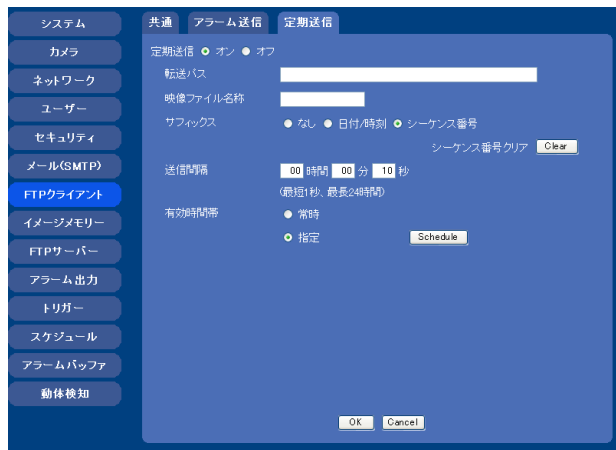 システム
カメラ
ネットワーク
ユーザー
セキュリティ
メール(SMTP)
FTPクライアント
イメージメモリー
FTPサーバー
アラーム出力
トリガー
スケジュール
アラームバッファ
動体検知
共通 アラーム送信 定期送信
定期送信 オン オフ
転送パス
映像ファイル名称
サフィックス なし 日付/時刻 シーケンス番号
シーケンス番号クリア Clear
送信間隔 00 時間 00 分 10 秒
(最短1秒、最長24時間)
有効時間帯 常時
指定 Schedule
OK Cancel